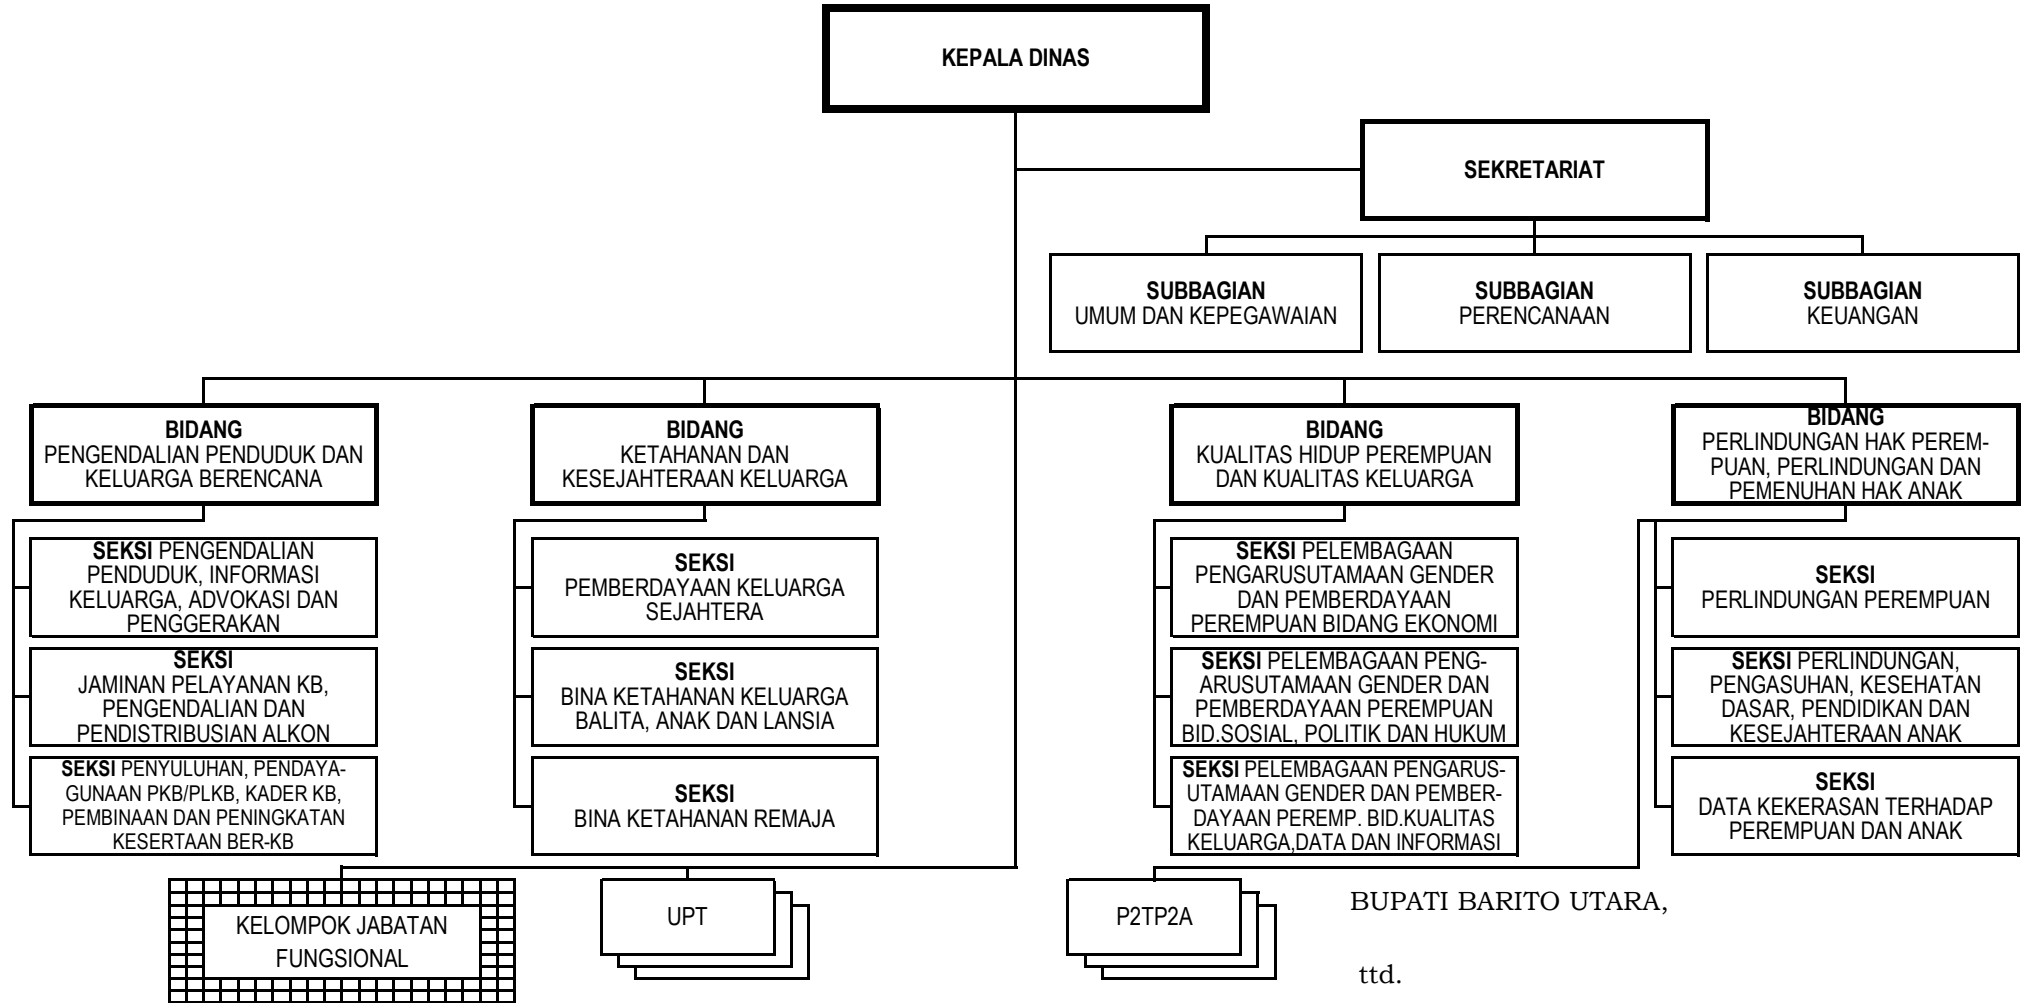 KEPALA DINAS
SEKRETARIAT
SUBBAGIAN
UMUM DAN KEPEGAWAIAN
SUBBAGIAN
PERENCANAAN
SUBBAGIAN
KEUANGAN
BIDANG
PENGENDALIAN PENDUDUK DAN
KELUARGA BERENCANA
BIDANG
KETAHANAN DAN
KESEJAHTERAAN KELUARGA
BIDANG
KUALITAS HIDUP PEREMPUAN
DAN KUALITAS KELUARGA
BIDANG
PERLINDUNGAN HAK PEREM-
PUAN, PERLINDUNGAN DAN
PEMENUHAN HAK ANAK
SEKSI PENGENDALIAN
PENDUDUK, INFORMASI
KELUARGA, ADVOKASI DAN
PENGGERAKAN
SEKSI
JAMINAN PELAYANAN KB,
PENGENDALIAN DAN
PENDISTRIBUSIAN ALKON
SEKSI PENYULUHAN, PENDAYA-
GUNAAN PKB/PLKB, KADER KB,
PEMBINAAN DAN PENINGKATAN
KESERTAAN BER-KB
SEKSI
PEMBERDAYAAN KELUARGA
SEJAHTERA
SEKSI
BINA KETAHANAN KELUARGA
BALITA, ANAK DAN LANSIA
SEKSI
BINA KETAHANAN REMAJA
SEKSI PELEMBAGAAN
PENGARUSUTAMAAN GENDER
DAN PEMBERDAYAAN
PEREMPUAN BIDANG EKONOMI
SEKSI PELEMBAGAAN PENG-
ARUSUTAMAAN GENDER DAN
PEMBERDAYAAN PEREMPUAN
BID.SOSIAL, POLITIK DAN HUKUM
SEKSI PELEMBAGAAN PENGARUS-
UTAMAAN GENDER DAN PEMBER-
DAYAAN PEREMP. BID.KUALITAS
KELUARGA,DATA DAN INFORMASI
SEKSI
PERLINDUNGAN PEREMPUAN
SEKSI PERLINDUNGAN,
PENGASUHAN, KESEHATAN
DASAR, PENDIDIKAN DAN
KESEJAHTERAAN ANAK
SEKSI
DATA KEKERASAN TERHADAP
PEREMPUAN DAN ANAK
KELOMPOK JABATAN
FUNGSIONAL
UPT
P2TP2A
BUPATI BARITO UTARA,
ttd.